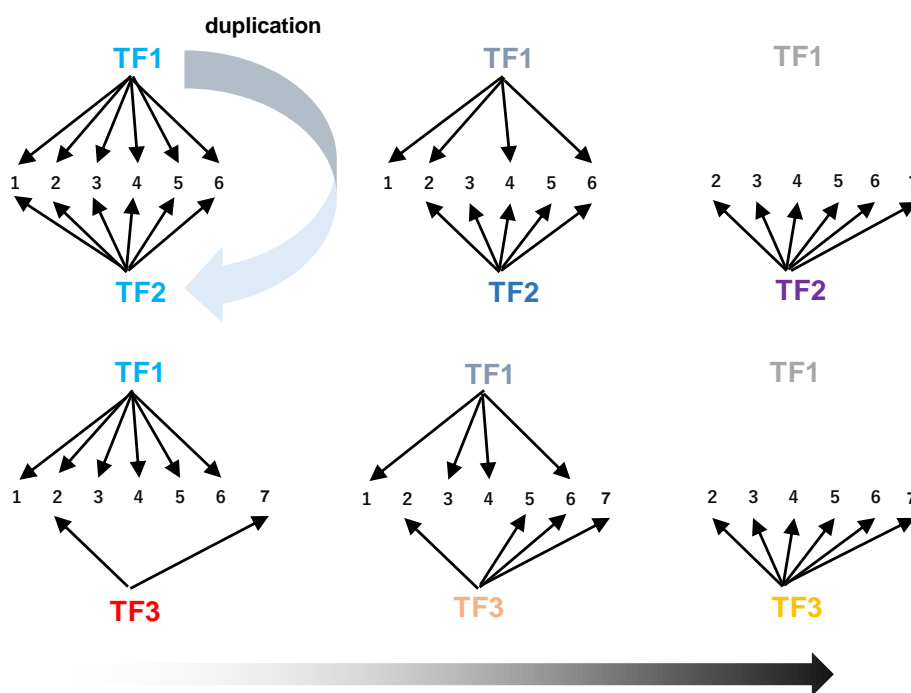 duplication
TF1 TF1 TF1
1 2 3 4 5 6 1 2 3 4 5 6 2 3 4 5 6 7
TF2 TF2 TF2
TF1 TF1 TF1
1 2 3 4 5 6 7 1 2 3 4 5 6 7 2 3 4 5 6 7
TF3 TF3 TF3